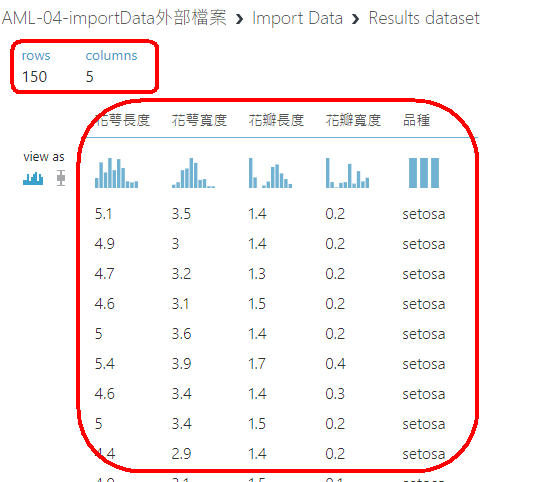 AML-04-importData外部檔案 › Import Data › Results dataset
rows columns
150 5
花萼長度 花萼寬度 花瓣長度 花瓣寬度 品種
view as
5.1 3.5 1.4 0.2 setosa
4.9 3 1.4 0.2 setosa
4.7 3.2 1.3 0.2 setosa
4.6 3.1 1.5 0.2 setosa
5 3.6 1.4 0.2 setosa
5.4 3.9 1.7 0.4 setosa
4.6 3.4 1.4 0.3 setosa
5 3.4 1.5 0.2 setosa
4.4 2.9 1.4 0.2 setosa